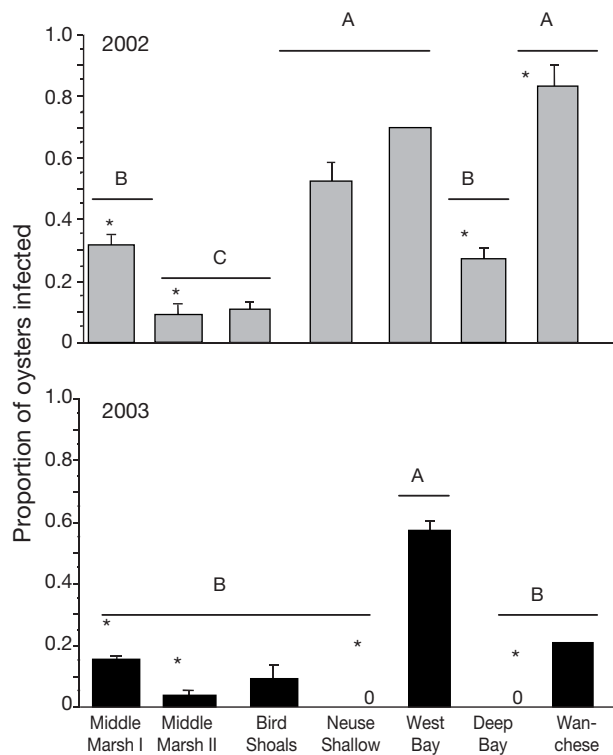 A A
1.0
2002
0.8
*
0.6
B B
0.4
* *
C
0.2
*
0
Proportion of oysters infected
1.0
2003
0.8
A
0.6
0.4
B B
0.2
* * * *
0
0 0
Middle Middle Bird Neuse West Deep Wan-
Marsh I Marsh II Shoals Shallow Bay Bay chese